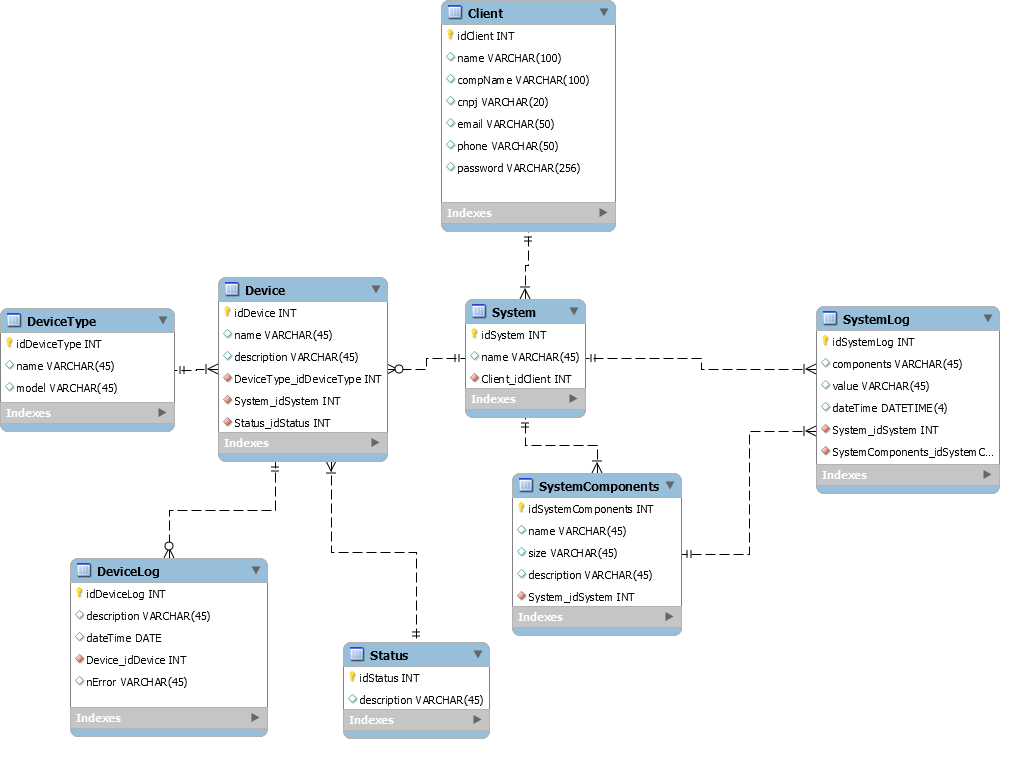 Client
idClient INT
name VARCHAR(100)
compName VARCHAR(100)
cnpj VARCHAR(20)
email VARCHAR(50)
phone VARCHAR(50)
password VARCHAR(256)
Indexes
DeviceType
idDeviceType INT
name VARCHAR(45)
model VARCHAR(45)
Indexes
Device
idDevice INT
name VARCHAR(45)
description VARCHAR(45)
DeviceType_idDeviceType INT
System_idSystem INT
Status_idStatus INT
Indexes
System
idSystem INT
name VARCHAR(45)
Client_idClient INT
Indexes
SystemLog
idSystemLog INT
components VARCHAR(45)
value VARCHAR(45)
dateTime DATETIME(4)
System_idSystem INT
SystemComponents_idSystemC...
Indexes
SystemComponents
idSystemComponents INT
name VARCHAR(45)
size VARCHAR(45)
description VARCHAR(45)
System_idSystem INT
Indexes
DeviceLog
idDeviceLog INT
description VARCHAR(45)
dateTime DATE
Device_idDevice INT
nError VARCHAR(45)
Indexes
Status
idStatus INT
description VARCHAR(45)
Indexes